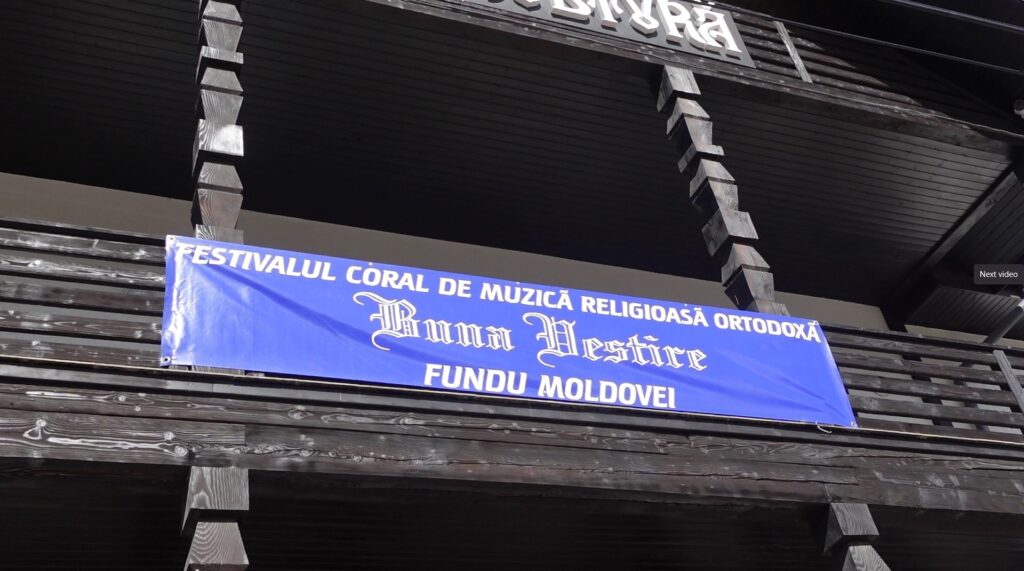 FESTIVALUL CORAL DE MUZICĂ RELIGIOASĂ ORTODOXĂ
Buna Vestire
FUNDU MOLDOVEI
Next video